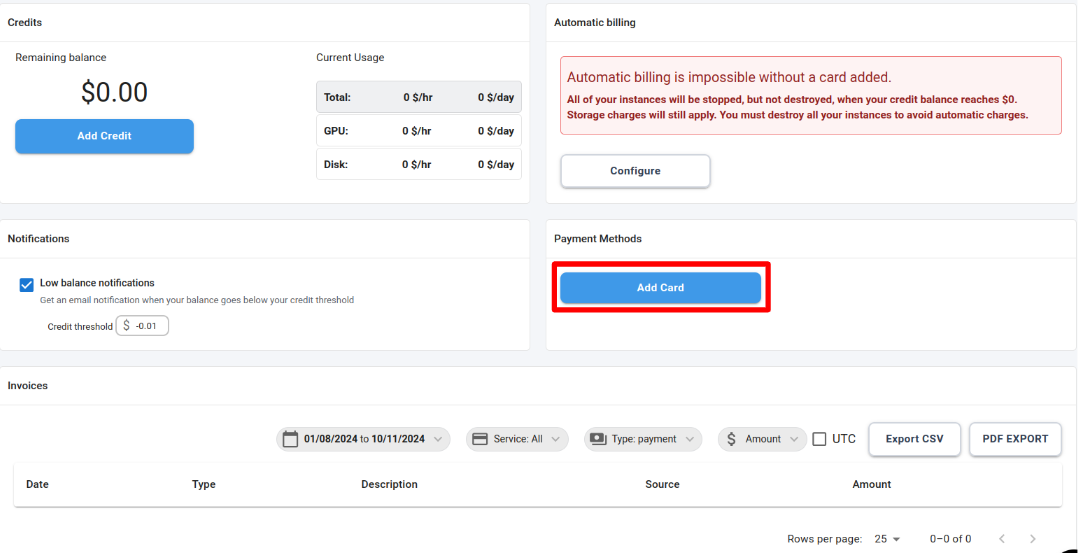 Credits
Remaining balance
$0.00
Add Credit
Current Usage
Total: 0 $/hr 0 $/day
GPU: 0 $/hr 0 $/day
Disk: 0 $/hr 0 $/day
Automatic billing
Automatic billing is impossible without a card added.
All of your instances will be stopped, but not destroyed, when your credit balance reaches $0.
Storage charges will still apply. You must destroy all your instances to avoid automatic charges.
Configure
Notifications
Low balance notifications
Get an email notification when your balance goes below your credit threshold
Credit threshold $ -0.01
Payment Methods
Add Card
Invoices
01/08/2024 to 10/11/2024 Service: All Type: payment $ Amount UTC Export CSV PDF EXPORT
Date Type Description Source Amount
Rows per page: 25 0–0 of 0